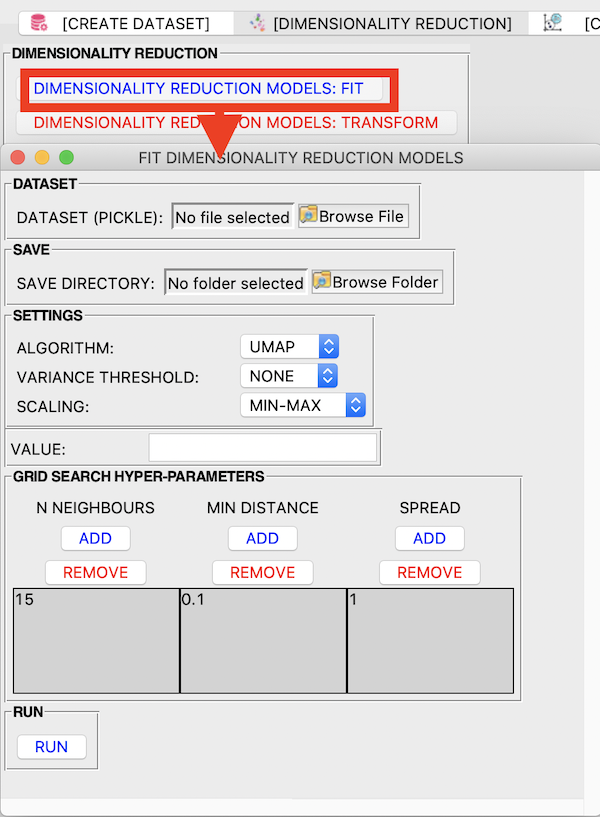 [CREATE DATASET] [DIMENSIONALITY REDUCTION] [C
DIMENSIONALITY REDUCTION
DIMENSIONALITY REDUCTION MODELS: FIT
DIMENSIONALITY REDUCTION MODELS: TRANSFORM
FIT DIMENSIONALITY REDUCTION MODELS
DATASET
DATASET (PICKLE): No file selected Browse File
SAVE
SAVE DIRECTORY: No folder selected Browse Folder
SETTINGS
ALGORITHM: UMAP
VARIANCE THRESHOLD: NONE
SCALING: MIN-MAX
VALUE:
GRID SEARCH HYPER-PARAMETERS
N NEIGHBOURS MIN DISTANCE SPREAD
ADD ADD ADD
REMOVE REMOVE REMOVE
15 0.1 1
RUN
RUN